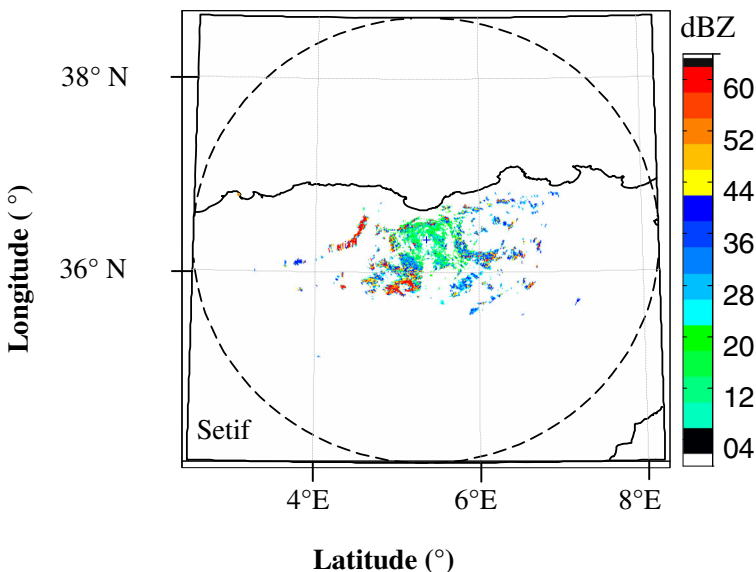 dBZ
38° N
36° N
Longitude ( °)
60
52
44
36
28
20
12
04
Setif
4°E
6°E
8°E
Latitude (°)